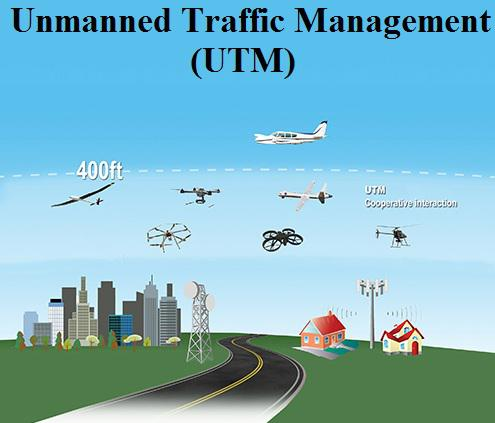 Unmanned Traffic Management
(UTM)
400ft
UTM
Cooperative interaction